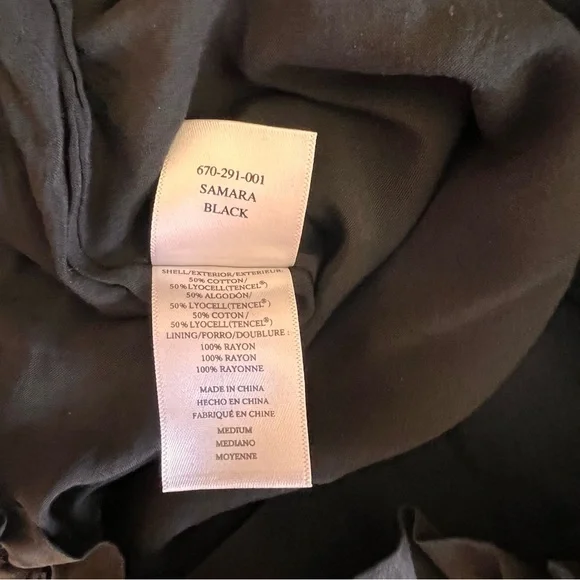 670-291-001
SAMARA
BLACK
SHELL/EXTERIOR/EXTERIEUR
50% COTTON/
50% LYOCELL(TENCEL®)
50% ALGODÓN/
50% LYOCELL(TENCEL®)
50% COTON/
50% LYOCELL(TENCEL®)
LINING/FORRO/DOUBLURE :
100% RAYON
100% RAYON
100% RAYONNE
MADE IN CHINA
HECHO EN CHINA
FABRIQUÉ EN CHINE
MEDIUM
MEDIANO
MOYENNE